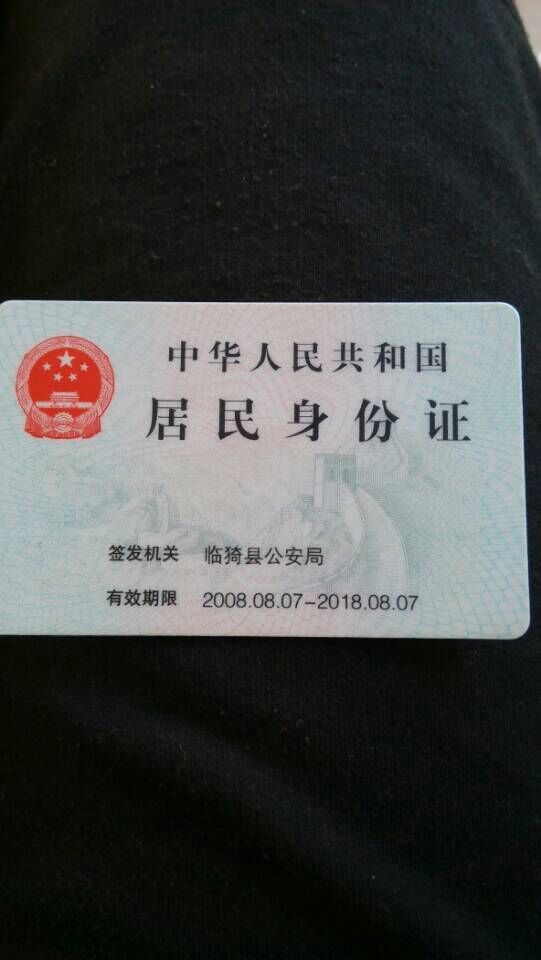 中华人民共和国
居民身份证
签发机关 临猗县公安局
有效期限 2008.08.07-2018.08.07